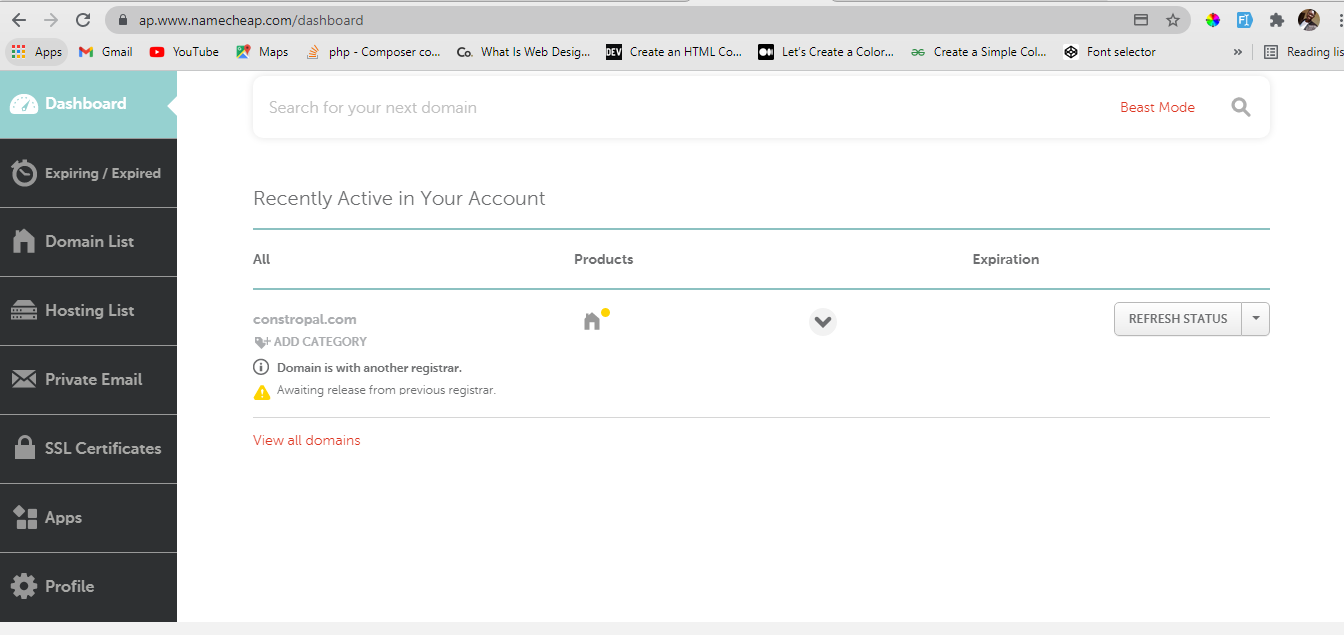 ap.www.namecheap.com/dashboard
Apps Gmail YouTube Maps php - Composer co... Co. What Is Web Desig... DEV Create an HTML Co... Let's Create a Color... Create a Simple Col... Font selector » Reading lis
Dashboard
Search for your next domain Beast Mode
Expiring / Expired
Recently Active in Your Account
Domain List
All Products Expiration
Hosting List
constropal.com REFRESH STATUS
ADD CATEGORY
Domain is with another registrar.
Private Email
Awaiting release from previous registrar.
View all domains
SSL Certificates
Apps
Profile